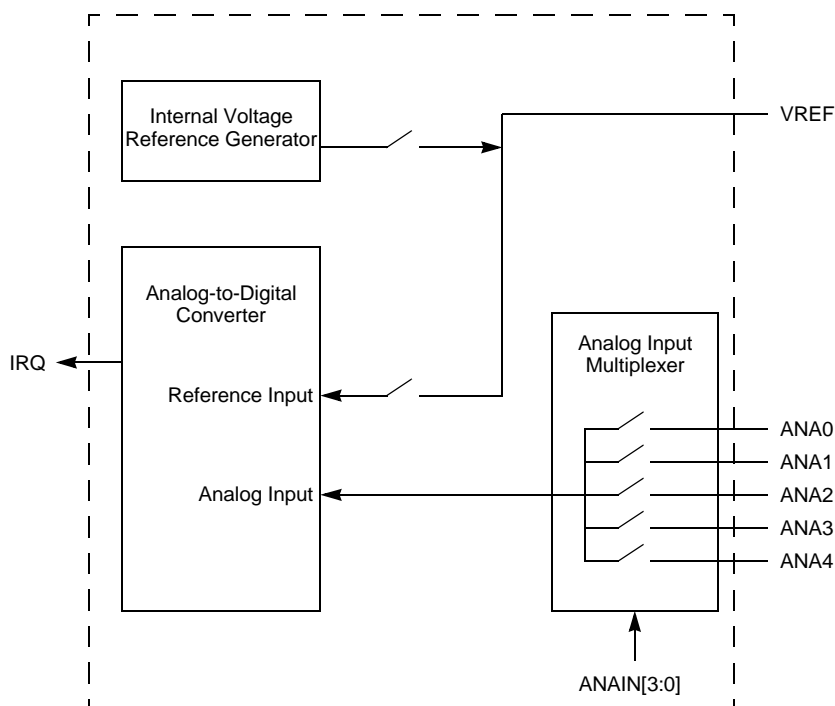 Internal Voltage
Reference Generator
VREF
Analog-to-Digital
Converter
IRQ
Reference Input
Analog Input
Analog Input
Multiplexer
ANA0
ANA1
ANA2
ANA3
ANA4
ANAIN[3:0]